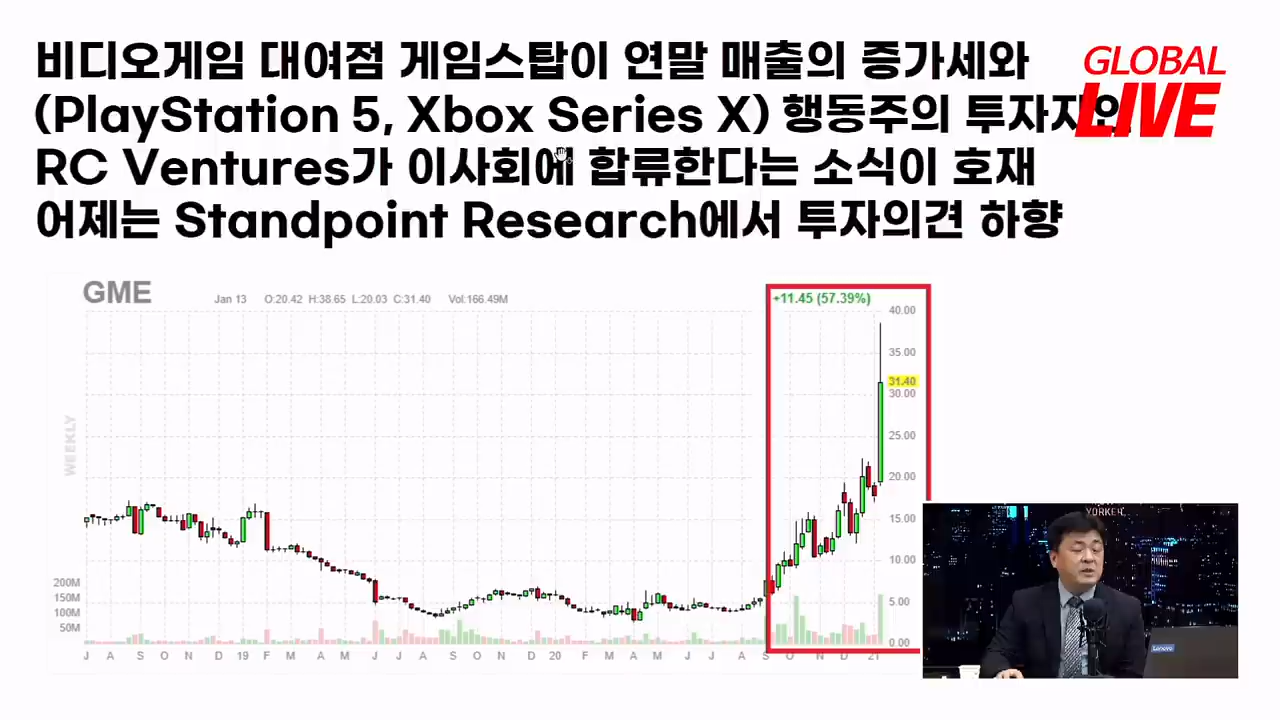 비디오게임 대여점 게임스탑이 연말 매출의 증가세와
(PlayStation 5, Xbox Series X) 행동주의 투자자인
RC Ventures가 이사회에 합류한다는 소식이 호재
어제는 Standpoint Research에서 투자의견 하향
GLOBAL
LIVE
GME
Jan 13 O:20.42 H:38.65 L:20.03 C:31.40 Vol:166.49M
+11.45 (57.39%)
40.00
35.00
31.40
30.00
25.00
20.00
15.00
10.00
5.00
0.00
WEEKLY
200M
150M
100M
50M
J A S O N D 19 F M A M J J A S O N D 20 F M A M J J A S O N D 21
YORKER
Lenovo